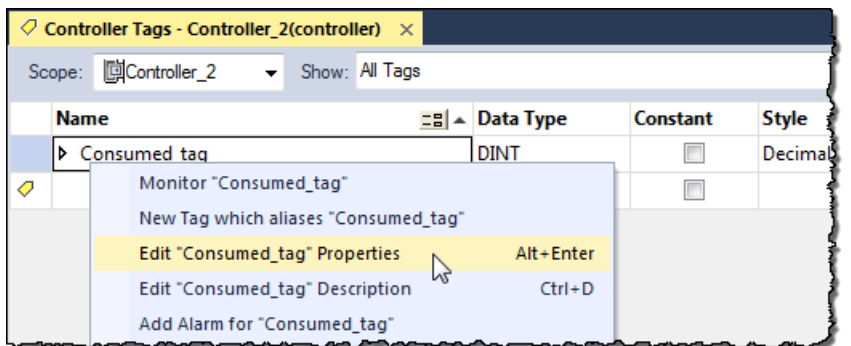 Controller Tags - Controller_2(controller) ×
Scope: Controller_2 Show: All Tags
Name Data Type Constant Style
Consumed_tag DINT Decimal
Monitor "Consumed_tag"
New Tag which aliases "Consumed_tag"
Edit "Consumed_tag" Properties Alt+Enter
Edit "Consumed_tag" Description Ctrl+D
Add Alarm for "Consumed_tag"